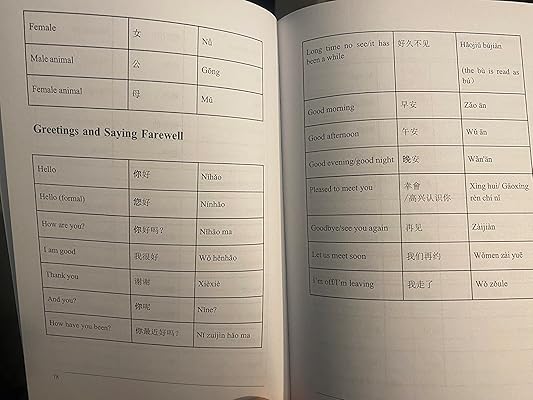 Female 女 Nǚ
Male animal 公 Gōng
Female animal 母 Mǔ
Greetings and Saying Farewell
Hello 你好 Nǐhǎo
Hello (formal) 您好 Nínhǎo
How are you? 你好吗? Nǐhǎo ma
I am good 我很好 Wǒ hěnhǎo
Thank you 谢谢 Xièxiè
And you? 你呢 Nǐne?
How have you been? 你最近好吗? Nǐ zuìjìn hǎo ma
78
Long time no see/it has 好久不见 Hǎojiǔ bújiàn
been a while
(the bù is read as
bú)
Good morning 早安 Zǎo ān
Good afternoon 午安 Wǔ ān
Good evening/good night 晚安 Wǎn'ān
Pleased to meet you 幸會 Xìng huì/ Gāoxìng
/高兴认识你 rèn chi nǐ
Goodbye/see you again 再见 Zàijiàn
Let us meet soon 我们再约 Wǒmen zài yuē
I'm off/I'm leaving 我走了 Wǒ zǒule